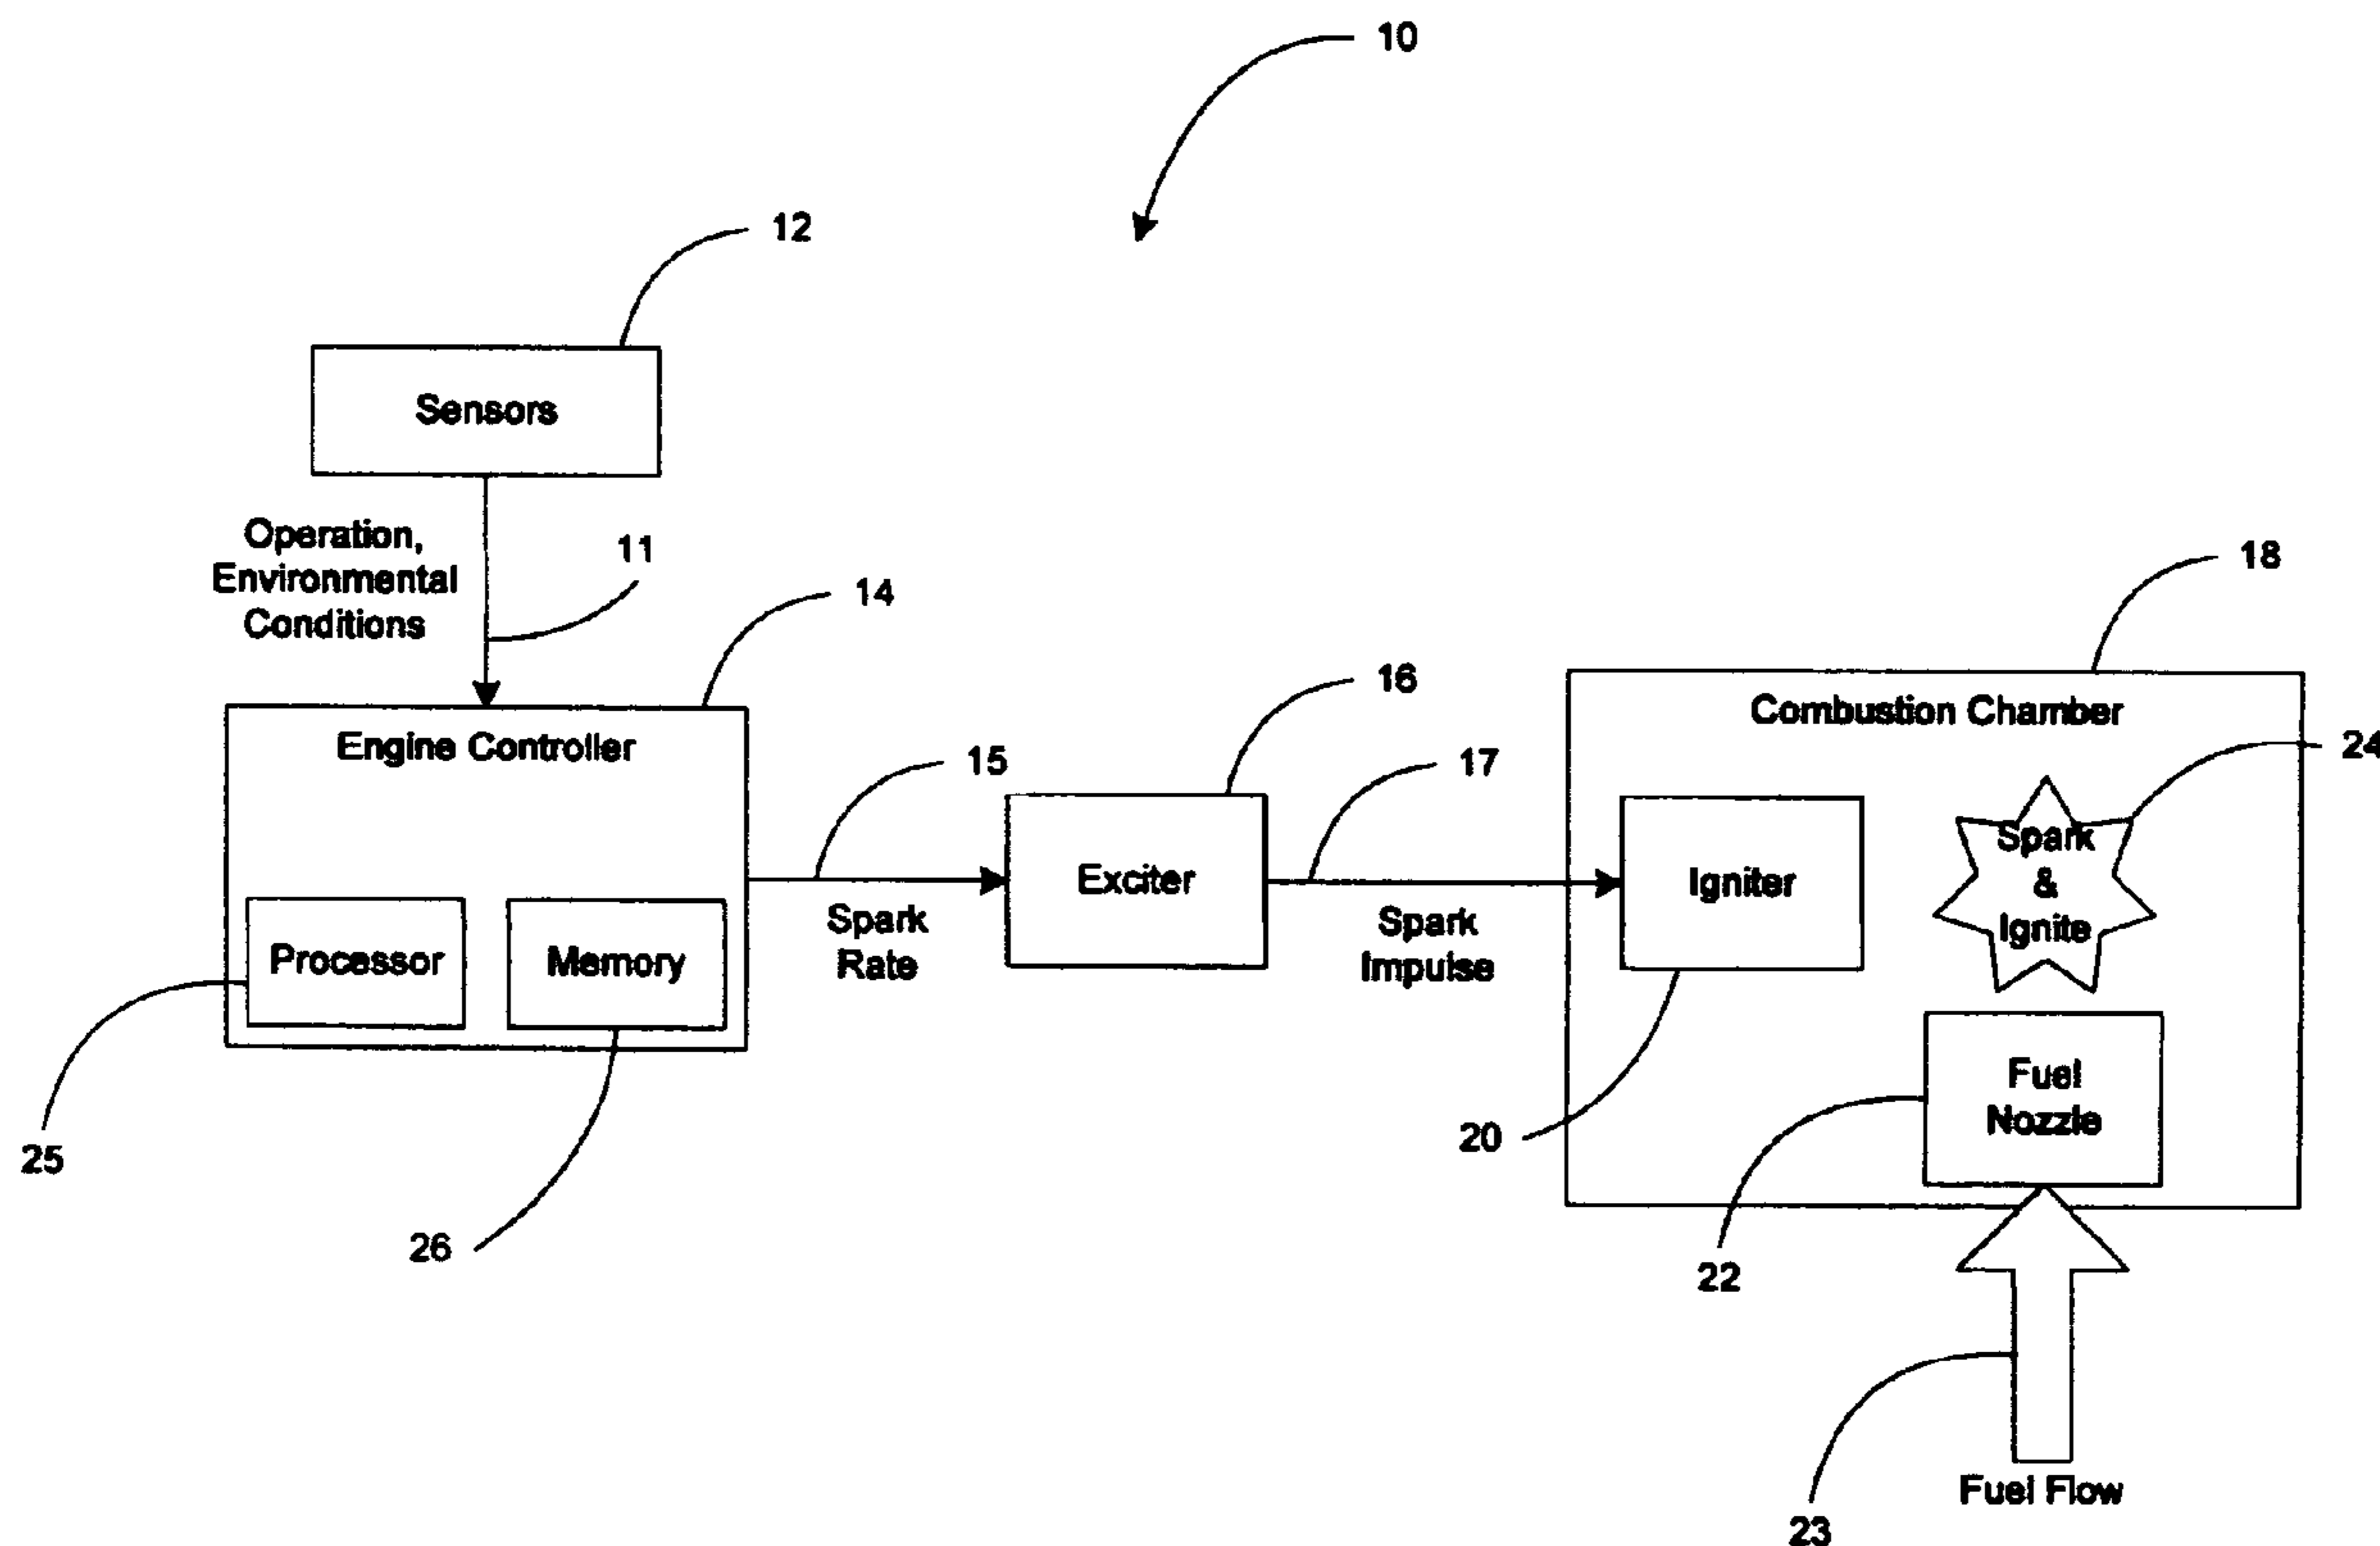 10
12
Sensors
Operation,
Environmental
Conditions
11
14
Engine Controller
Processor
Memory
25
26
15
Spark
Rate
16
Exciter
17
Spark
Impulse
18
Combustion Chamber
24
Igniter
Spark
&
Ignite
20
Fuel
Nozzle
22
23
Fuel Flow